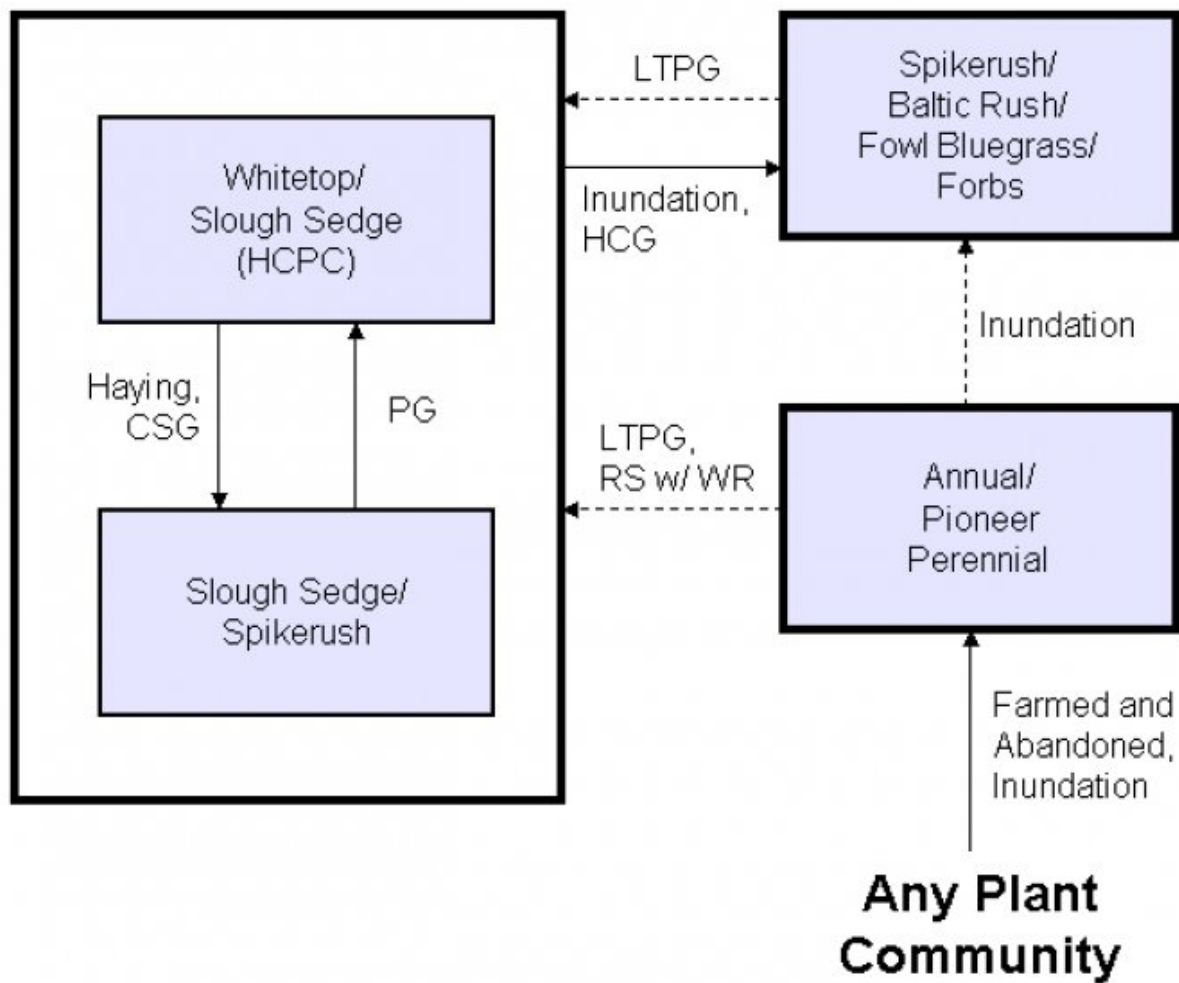 LTPG
Spikerush/
Baltic Rush/
Fowl Bluegrass/
Forbs
Whitetop/
Slough Sedge
(HCPC)
Inundation,
HCG
Haying,
CSG
PG
Inundation
LTPG,
RS w/ WR
Annual/
Pioneer
Perennial
Slough Sedge/
Spikerush
Farmed and
Abandoned,
Inundation
Any Plant
Community